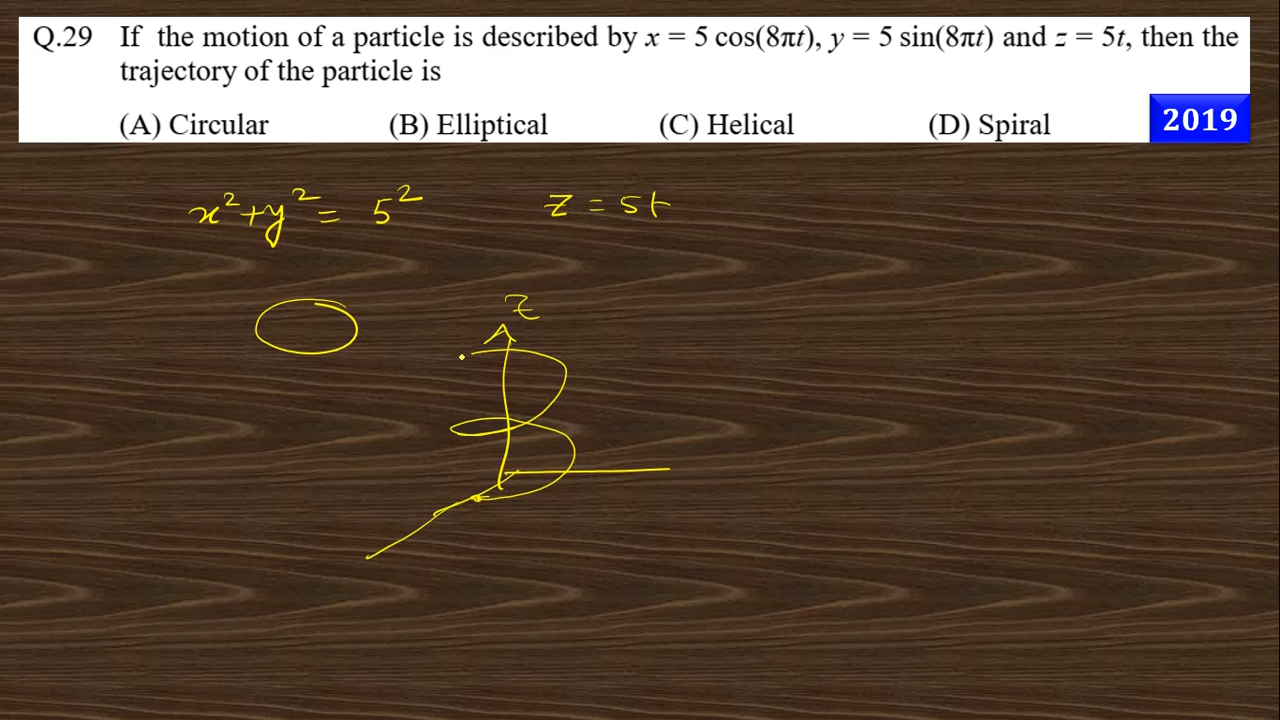 Q.29 If the motion of a particle is described by x = 5 cos(8πt), y = 5 sin(8πt) and z = 5t, then the
trajectory of the particle is
(A) Circular (B) Elliptical (C) Helical (D) Spiral
2019
x² + y² = 5² z = 5t
z